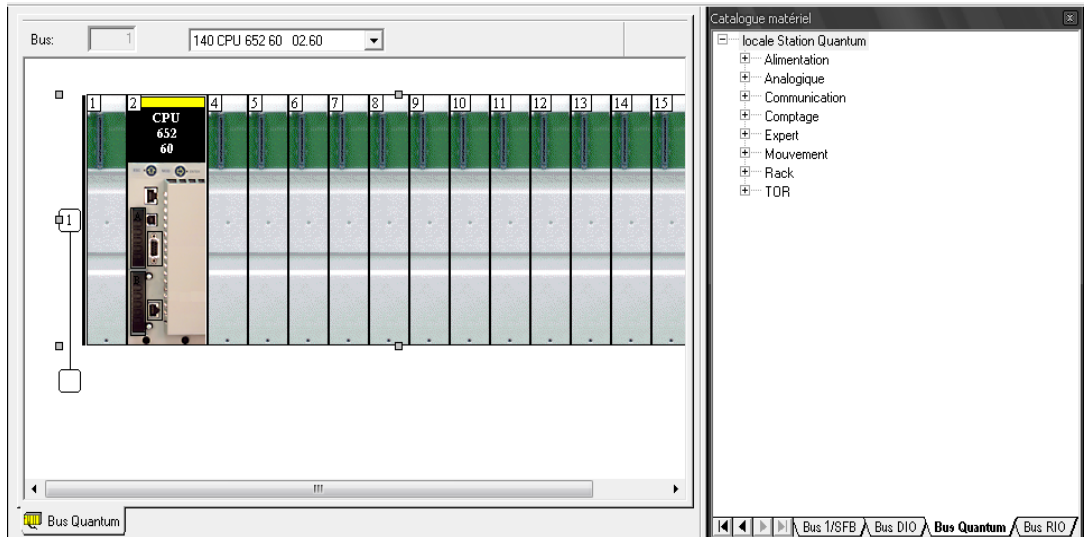 Bus:
1
140 CPU 652 60 02.60
1
2
4
5
6
7
8
9
10
11
12
13
14
15
CPU
652
60
1
Bus Quantum
Catalogue matériel
locale Station Quantum
Alimentation
Analogique
Communication
Comptage
Expert
Mouvement
Rack
TOR
Bus 1/SFB
Bus DIO
Bus Quantum
Bus RIO